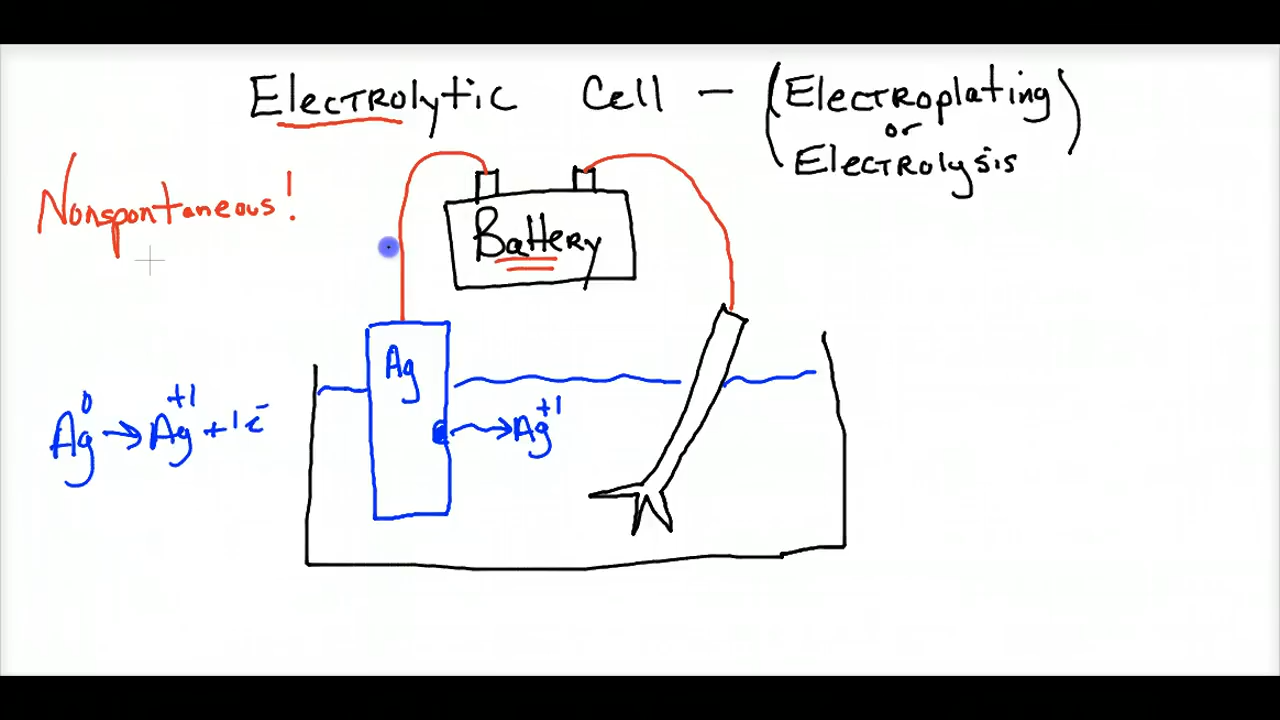 Electrolytic Cell - (Electroplating
or
Electrolysis)
Nonspontaneous!
Battery
Ag
Ag⁰ → Ag⁺¹ + 1e⁻
→ Ag⁺¹